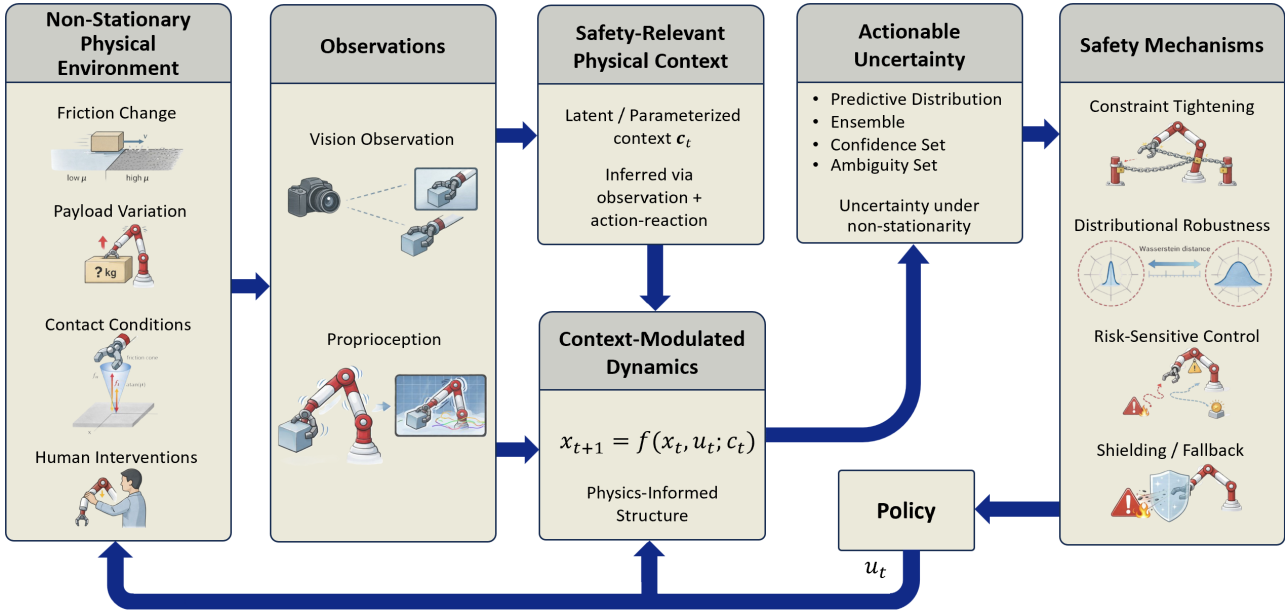 Non-Stationary
Physical
Environment
Friction Change
v
low μ
high μ
Payload Variation
? kg
Contact Conditions
friction cone
Human Interventions
Observations
Vision Observation
Proprioception
Safety-Relevant
Physical Context
Latent / Parameterized
context c_t
Inferred via
observation +
action-reaction
Context-Modulated
Dynamics
x_{t+1} = f(x_t, u_t; c_t)
Physics-Informed
Structure
Actionable
Uncertainty
• Predictive Distribution
• Ensemble
• Confidence Set
• Ambiguity Set
Uncertainty under
non-stationarity
Safety Mechanisms
Constraint Tightening
Distributional Robustness
Wasserstein distance
Risk-Sensitive Control
Shielding / Fallback
Policy
u_t